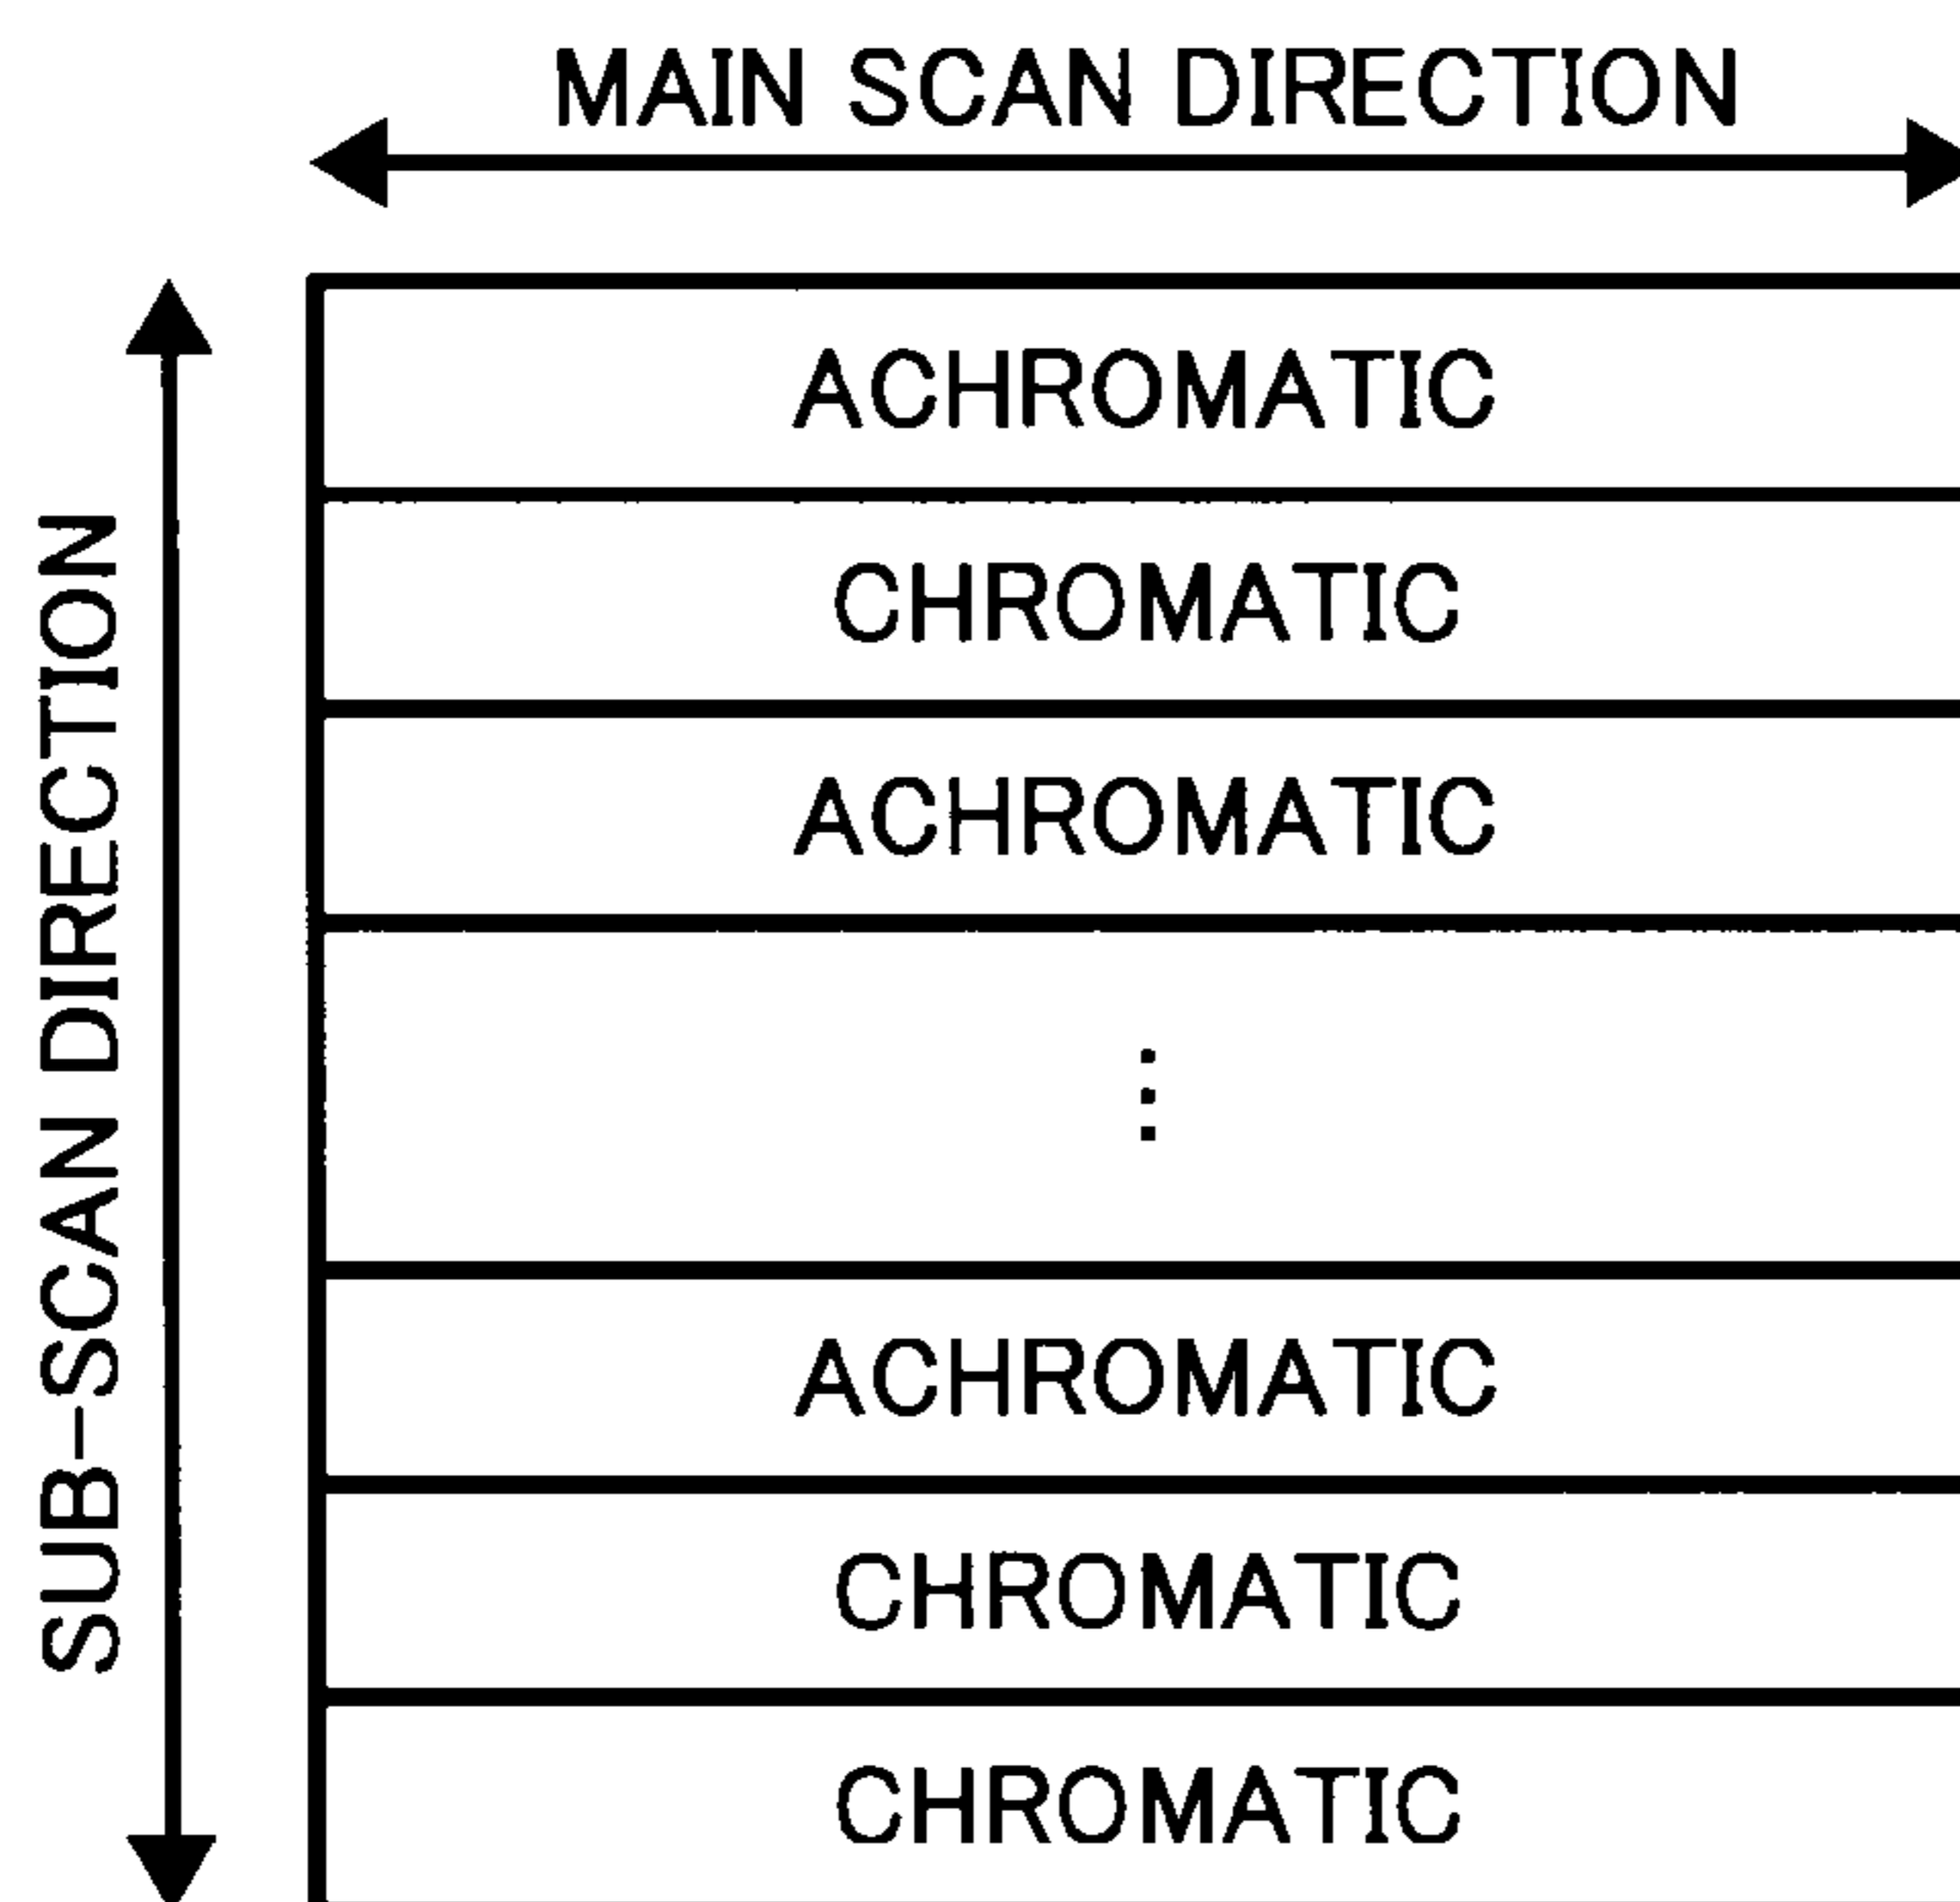 MAIN SCAN DIRECTION
SUB-SCAN DIRECTION
ACHROMATIC
CHROMATIC
ACHROMATIC
⋮
ACHROMATIC
CHROMATIC
CHROMATIC